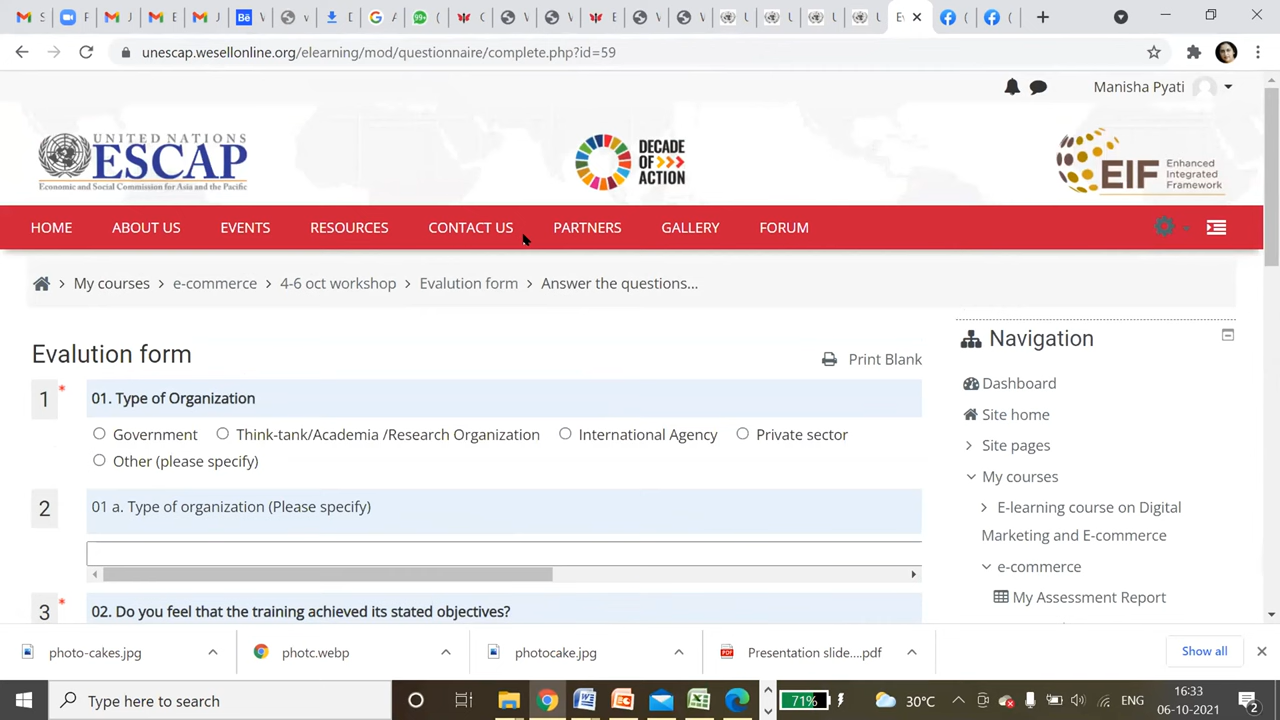 S
F
J
E
J
Bē
W
D
A
99+
(
S
W
W
E
W
W
U
U
U
U
Ev
(
(
unescap.wesellonline.org/elearning/mod/questionnaire/complete.php?id=59
Manisha Pyati
UNITED NATIONS
ESCAP
Economic and Social Commission for Asia and the Pacific
DECADE
OF >>>
ACTION
EIF Enhanced
Integrated
Framework
HOME ABOUT US EVENTS RESOURCES CONTACT US PARTNERS GALLERY FORUM
My courses > e-commerce > 4-6 oct workshop > Evalution form > Answer the questions...
Evalution form
Print Blank
1 * 01. Type of Organization
Government Think-tank/Academia /Research Organization International Agency Private sector
Other (please specify)
2 01 a. Type of organization (Please specify)
3 * 02. Do you feel that the training achieved its stated objectives?
Navigation
Dashboard
Site home
Site pages
My courses
E-learning course on Digital
Marketing and E-commerce
e-commerce
My Assessment Report
photo-cakes.jpg
photc.webp
photocake.jpg
PDF
Presentation slide....pdf
Show all
Type here to search
71%
30°C
ENG
16:33
06-10-2021
2